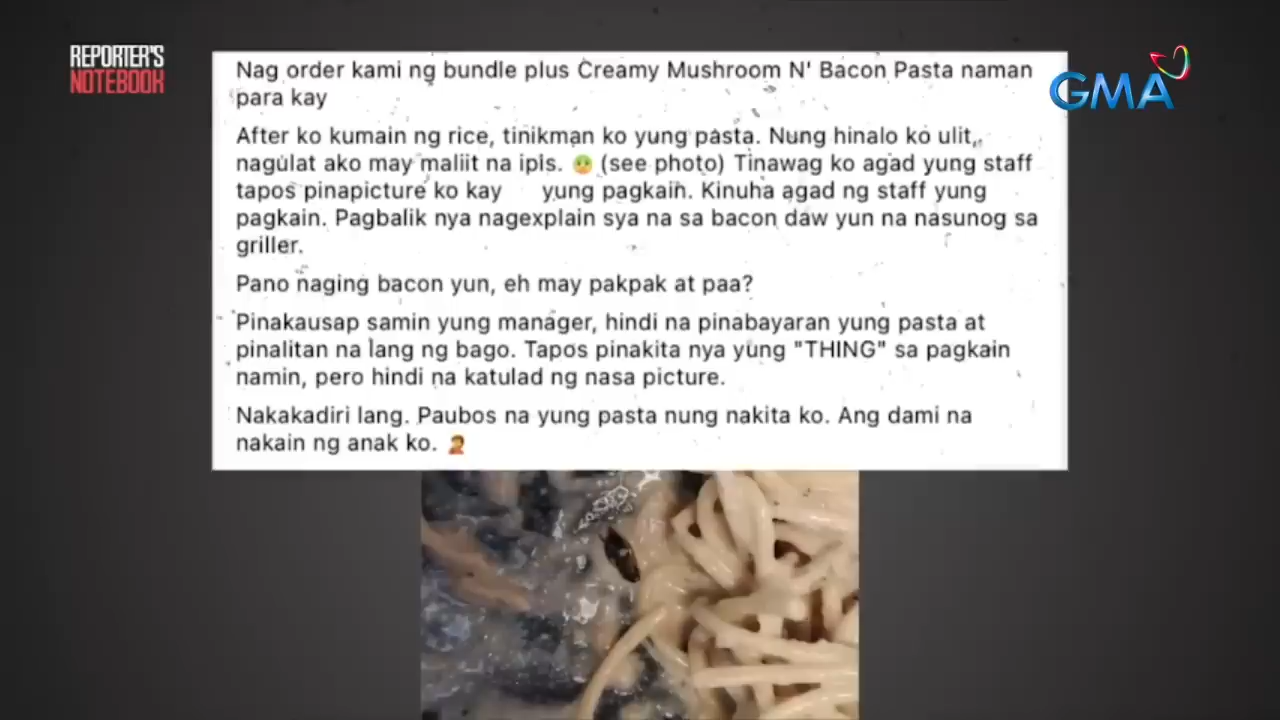 REPORTER'S
NOTEBOOK
GMA
Nag order kami ng bundle plus Creamy Mushroom N' Bacon Pasta naman
para kay
After ko kumain ng rice, tinikman ko yung pasta. Nung hinalo ko ulit,
nagulat ako may maliit na ipis. 🤢 (see photo) Tinawag ko agad yung staff
tapos pinapicture ko kay yung pagkain. Kinuha agad ng staff yung
pagkain. Pagbalik nya nagexplain sya na sa bacon daw yun na nasunog sa
griller.
Pano naging bacon yun, eh may pakpak at paa?
Pinakausap samin yung manager, hindi na pinabayaran yung pasta at
pinalitan na lang ng bago. Tapos pinakita nya yung "THING" sa pagkain
namin, pero hindi na katulad ng nasa picture.
Nakakadiri lang. Paubos na yung pasta nung nakita ko. Ang dami na
nakain ng anak ko. 🤦